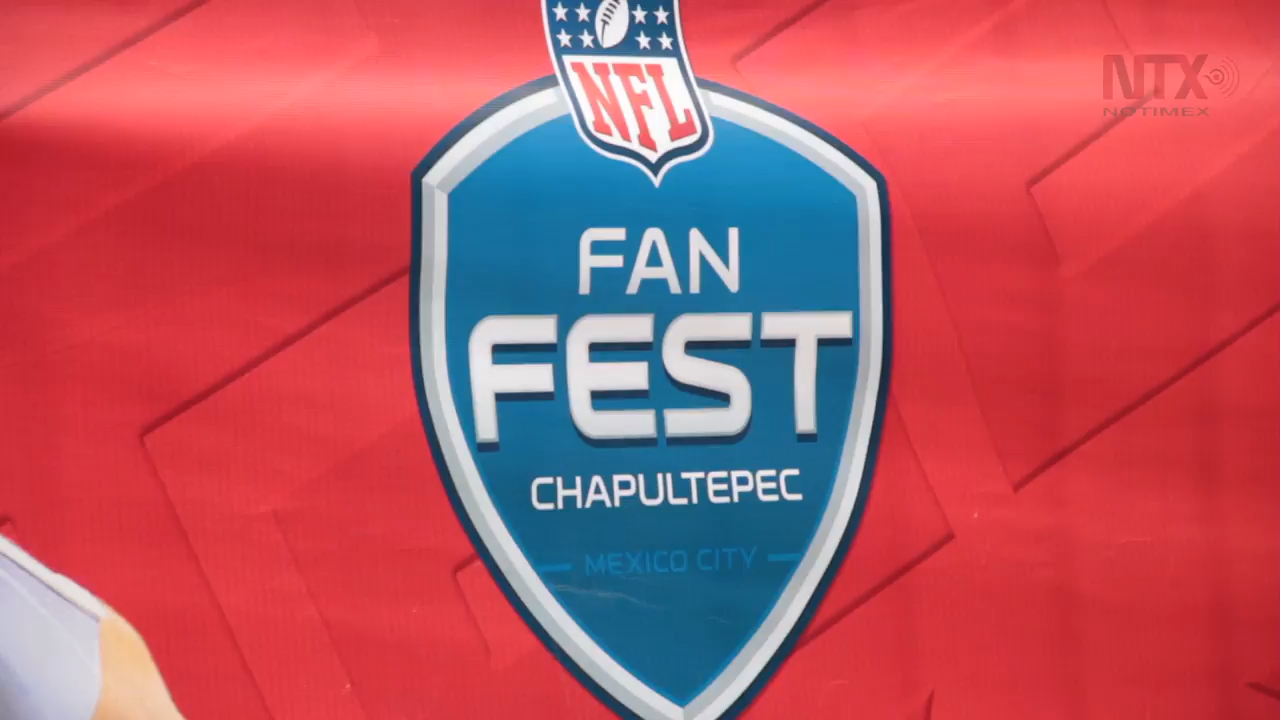 NTX
NOTIMEX
NFL
FAN
FEST
CHAPULTEPEC
MEXICO CITY